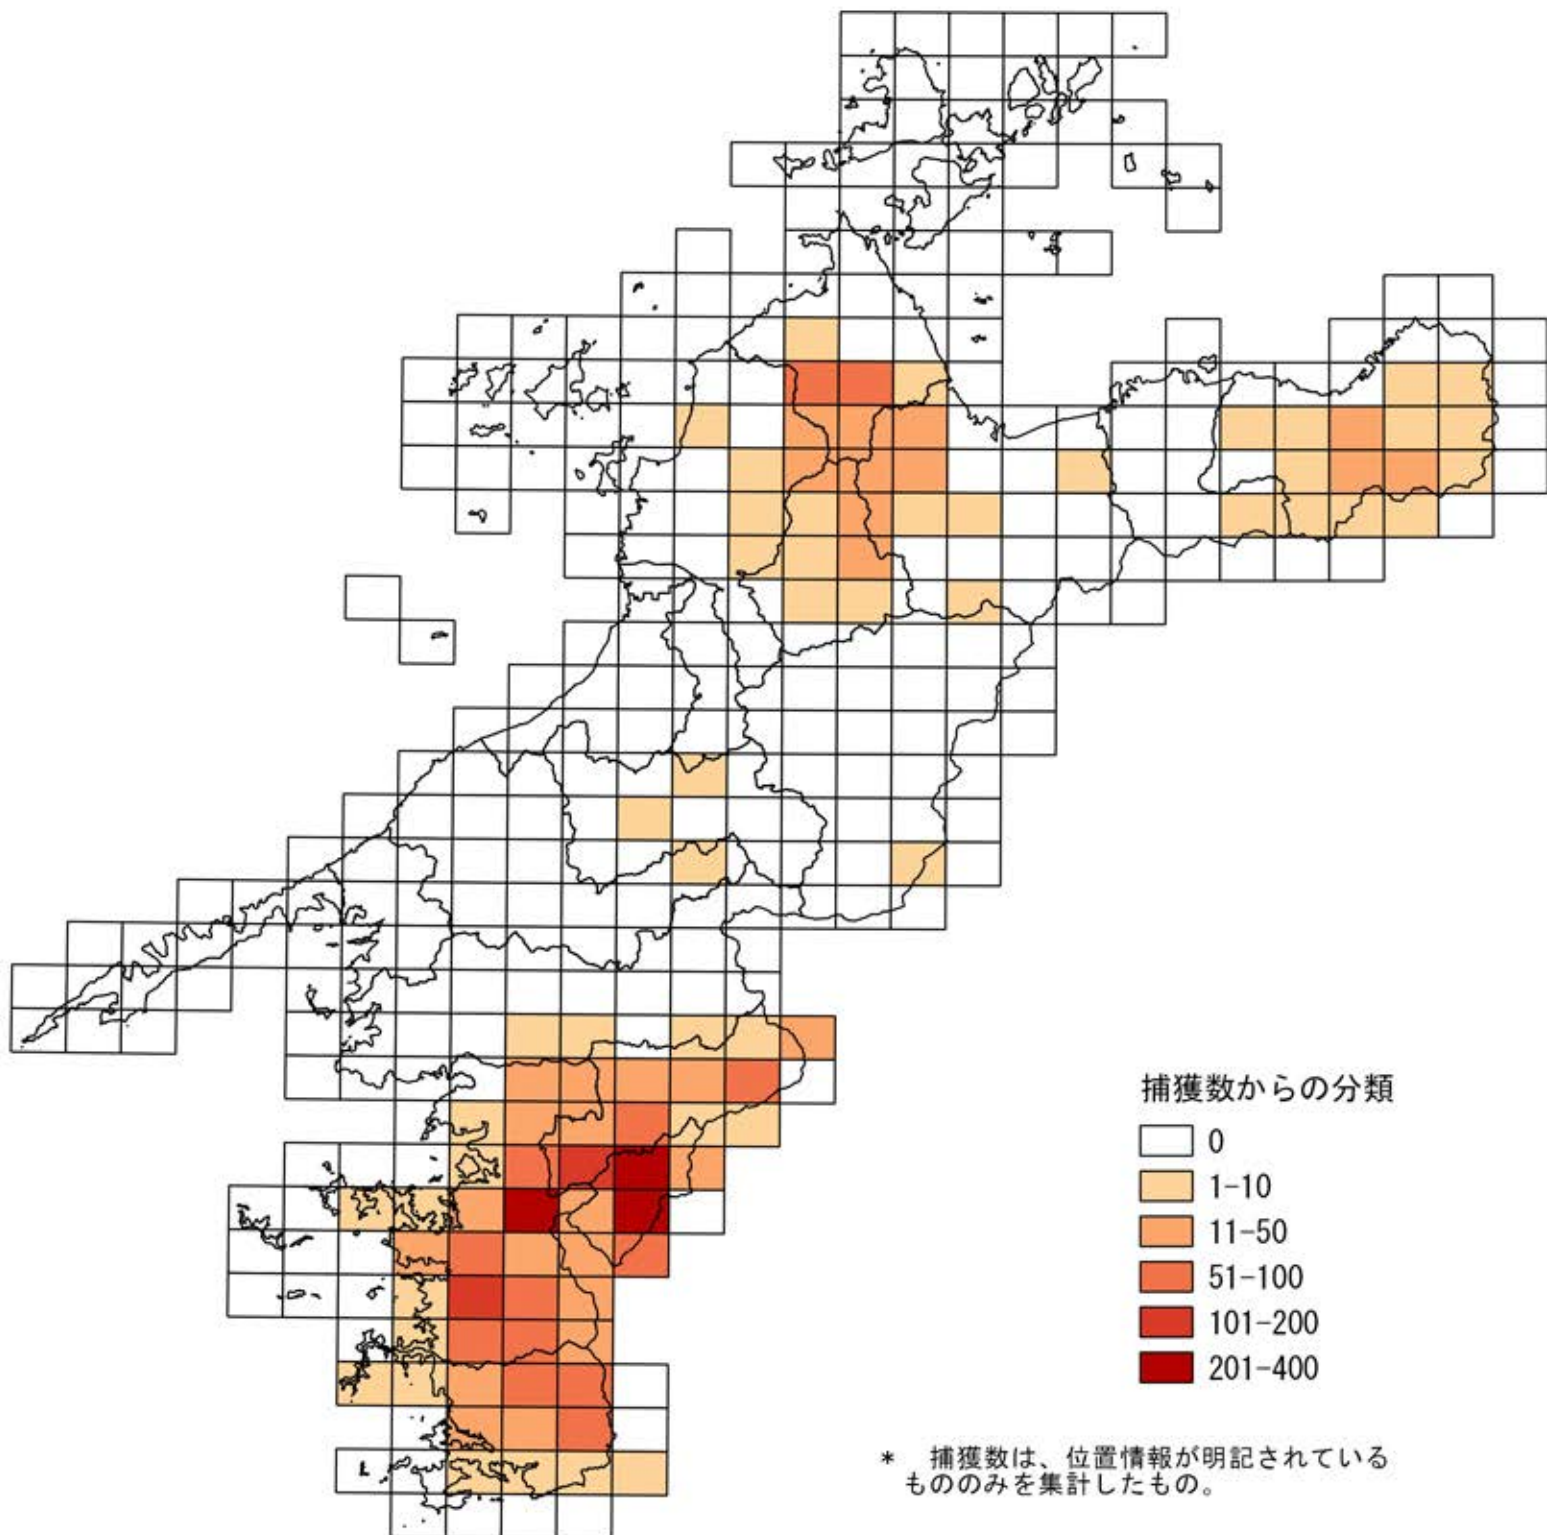 捕獲数からの分類
0
1-10
11-50
51-100
101-200
201-400
* 捕獲数は、位置情報が明記されている
もののみを集計したもの。